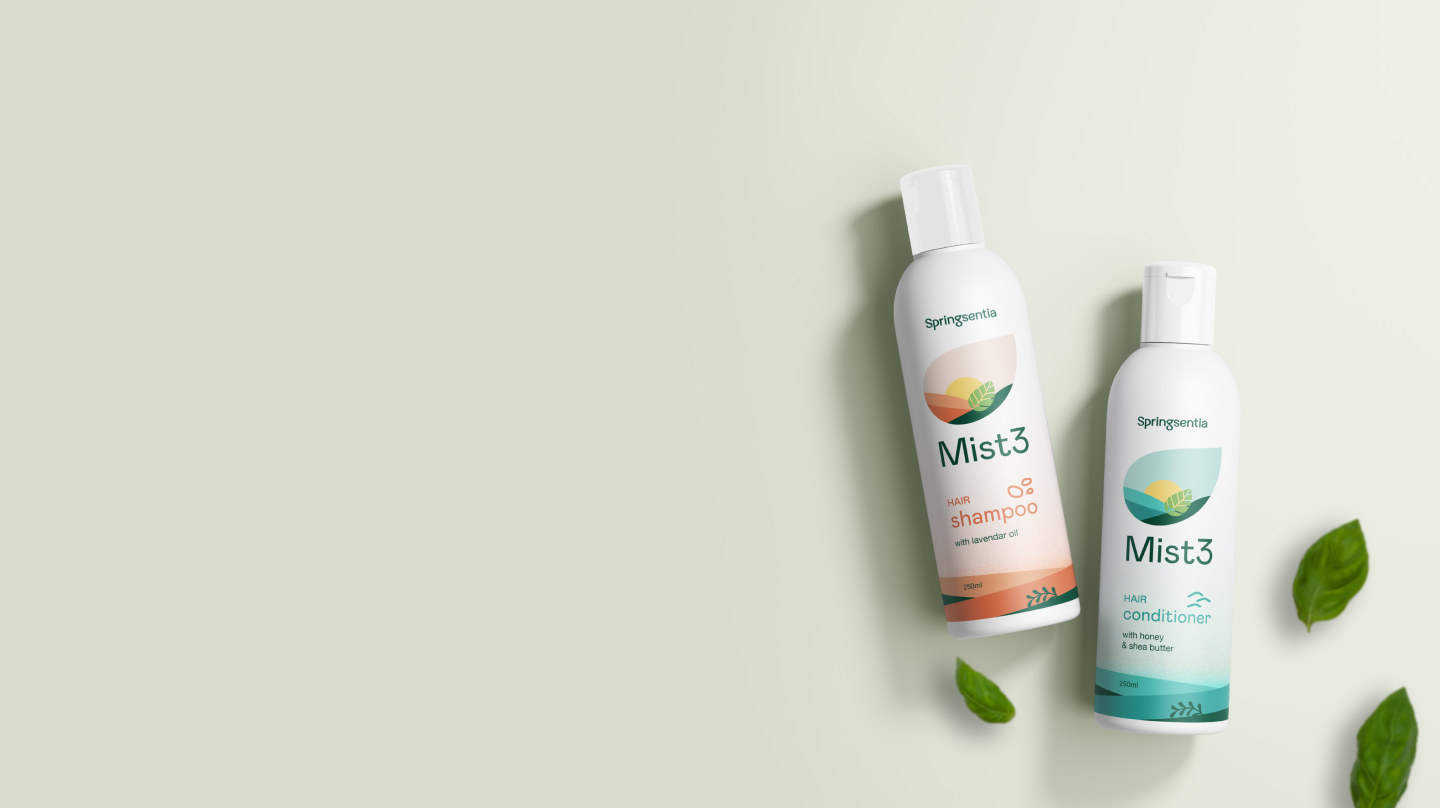 Springsentia
Mist3
HAIR
shampoo
with lavendar oil
250ml
Springsentia
Mist3
HAIR
conditioner
with honey
& shea butter
250ml